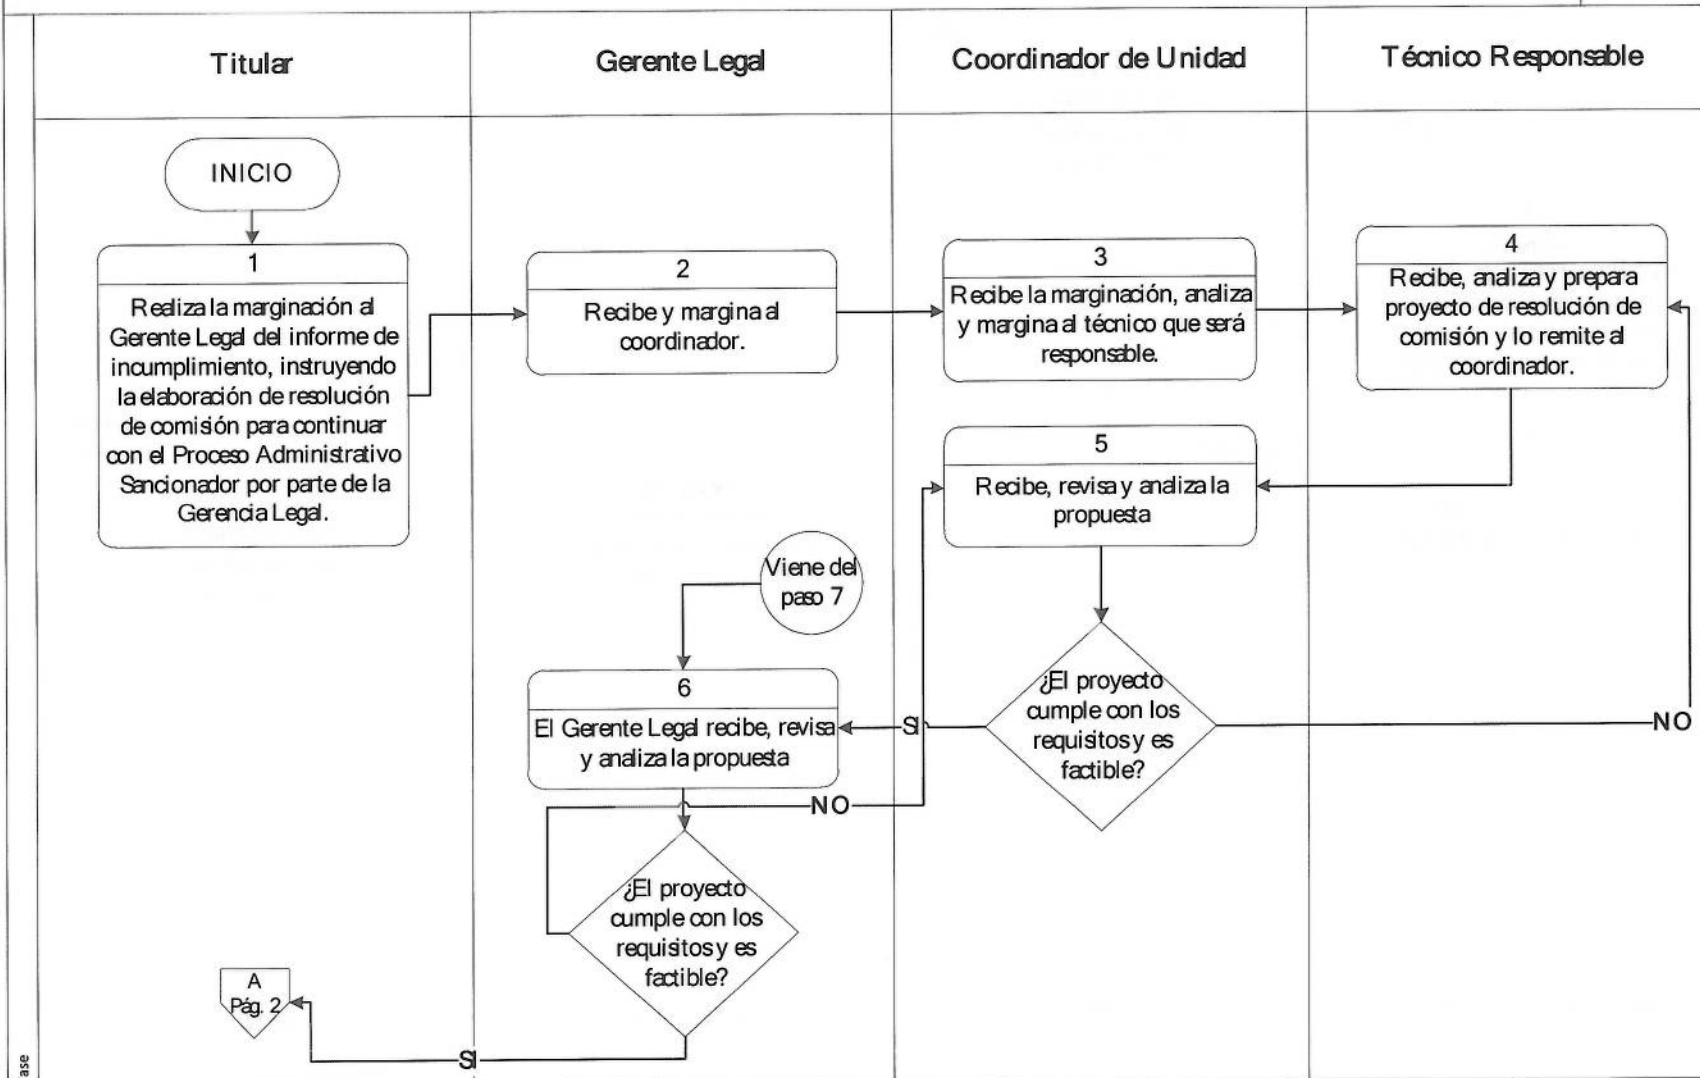 Titular
Gerente Legal
Coordinador de Unidad
Técnico Responsable
INICIO
1
Realiza la marginación al
Gerente Legal del informe de
incumplimiento, instruyendo
la elaboración de resolución
de comisión para continuar
con el Proceso Administrativo
Sancionador por parte de la
Gerencia Legal.
2
Recibe y margina al
coordinador.
3
Recibe la marginación, analiza
y margina al técnico que será
responsable.
4
Recibe, analiza y prepara
proyecto de resolución de
comisión y lo remite al
coordinador.
5
Recibe, revisa y analiza la
propuesta
Viene del
paso 7
6
El Gerente Legal recibe, revisa
y analiza la propuesta
SI
¿El proyecto
cumple con los
requisitos y es
factible?
NO
NO
¿El proyecto
cumple con los
requisitos y es
factible?
A
Pág. 2
SI
ase